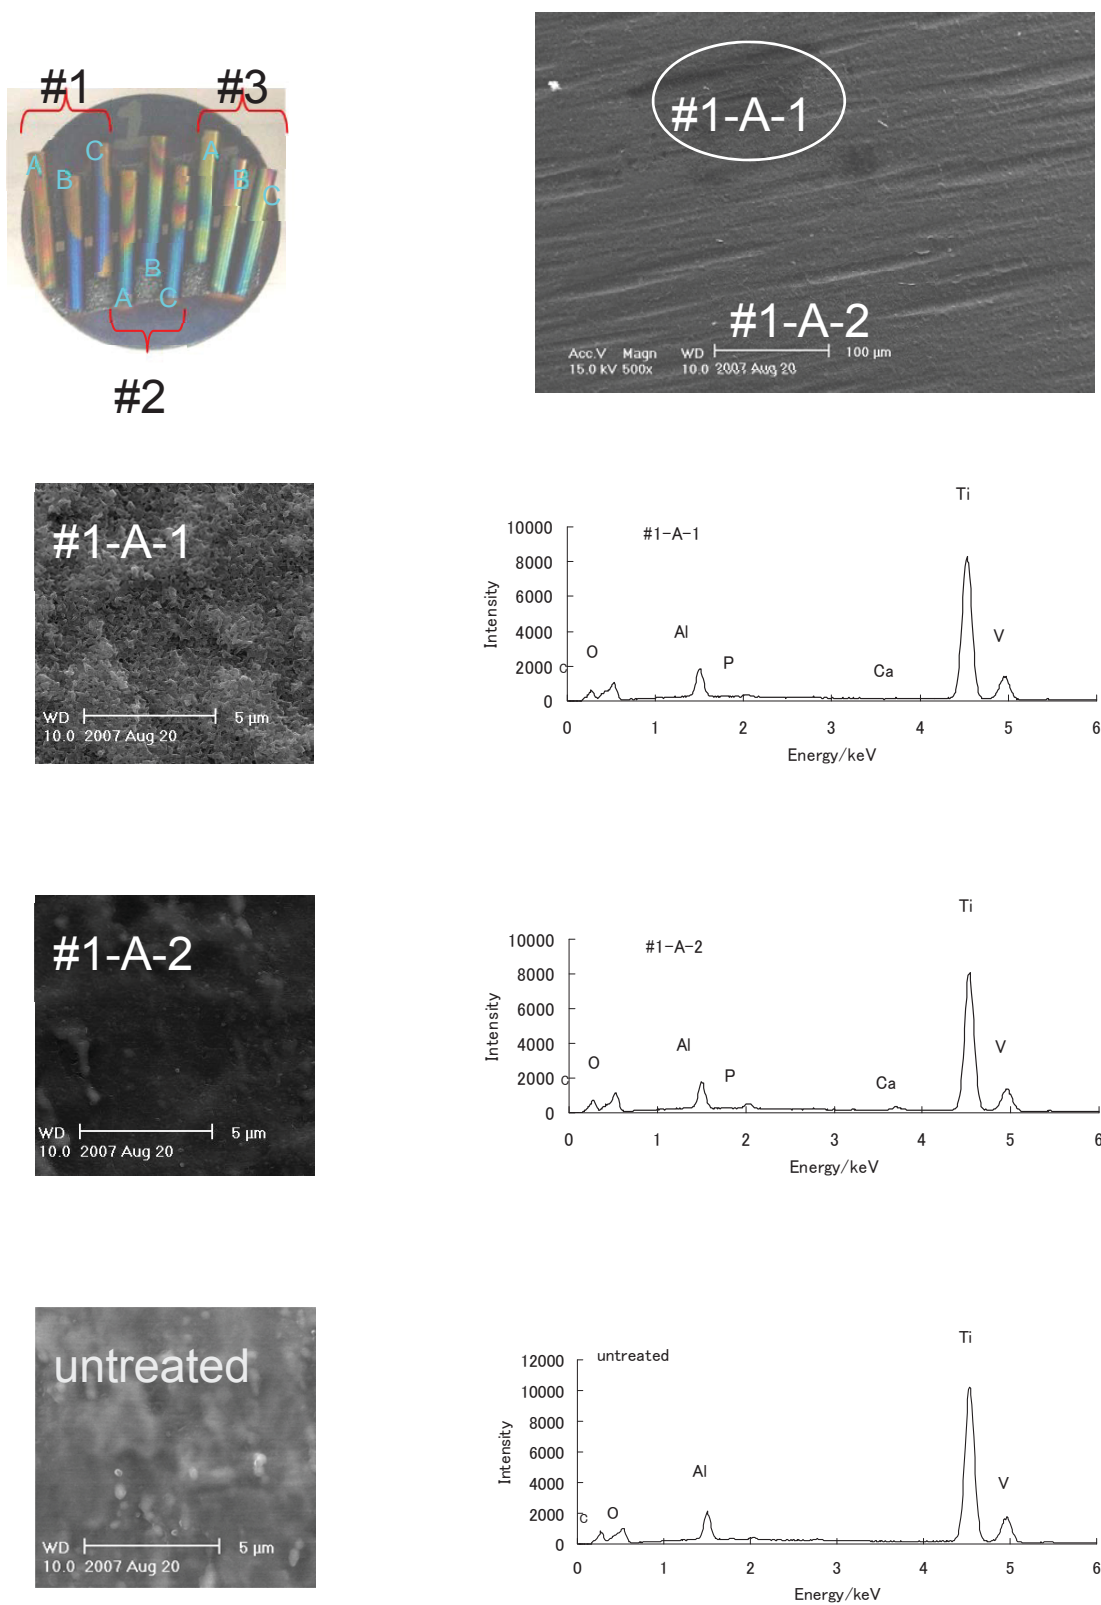 #1
#3
A
B
C
A
B
C
B
A
C
#2
#1-A-1
#1-A-2
Acc.V Magn WD 100 µm
15.0 kV 500x 10.0 2007 Aug 20
#1-A-1
WD 5 µm
10.0 2007 Aug 20
Ti
10000
#1-A-1
8000
6000
Intensity
4000
Al
V
O
P
2000
C
Ca
0
0 1 2 3 4 5 6
Energy/keV
#1-A-2
WD 5 µm
10.0 2007 Aug 20
Ti
10000
#1-A-2
8000
6000
Intensity
4000
Al
V
O
P
2000
C
Ca
0
0 1 2 3 4 5 6
Energy/keV
untreated
WD 5 µm
10.0 2007 Aug 20
Ti
12000
untreated
10000
8000
6000
Intensity
4000
Al
V
2000
C
O
0
0 1 2 3 4 5 6
Energy/keV